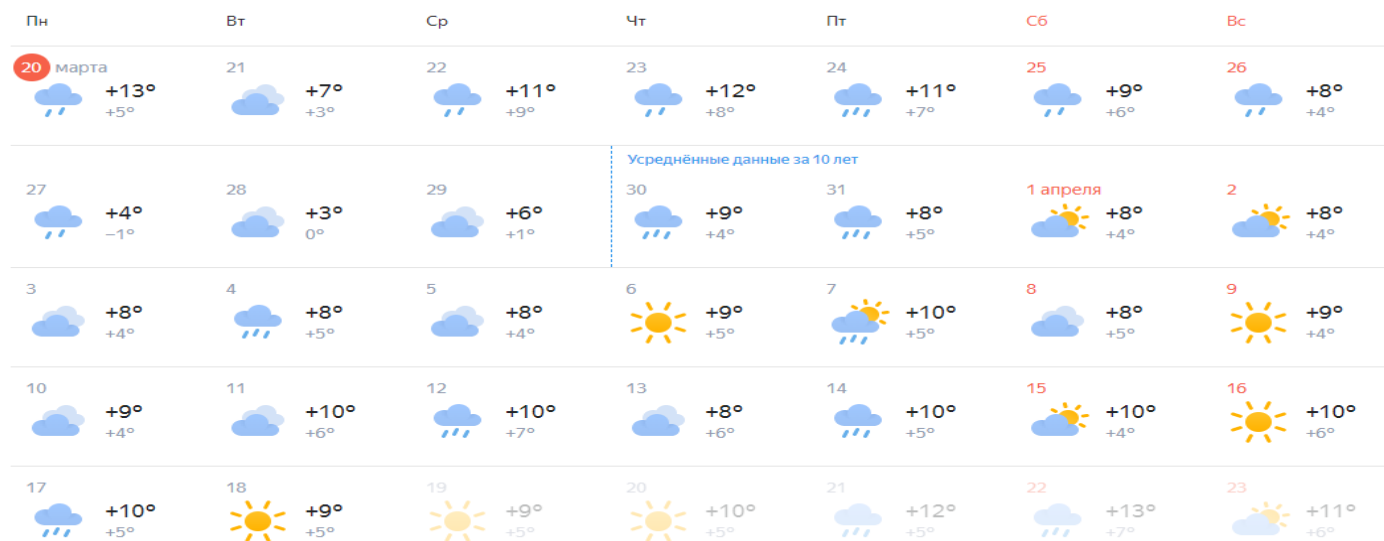 Пн Вт Ср Чт Пт Сб Вс
20 марта 21 22 23 24 25 26
+13° +7° +11° +12° +11° +9° +8°
+5° +3° +9° +8° +7° +6° +4°
Усреднённые данные за 10 лет
27 28 29 30 31 1 апреля 2
+4° +3° +6° +9° +8° +8° +8°
−1° 0° +1° +4° +5° +4° +4°
3 4 5 6 7 8 9
+8° +8° +8° +9° +10° +8° +9°
+4° +5° +4° +5° +5° +5° +4°
10 11 12 13 14 15 16
+9° +10° +10° +8° +10° +10° +10°
+4° +6° +7° +6° +5° +4° +6°
17 18 19 20 21 22 23
+10° +9° +9° +10° +12° +13° +11°
+5° +5° +5° +5° +5° +7° +6°